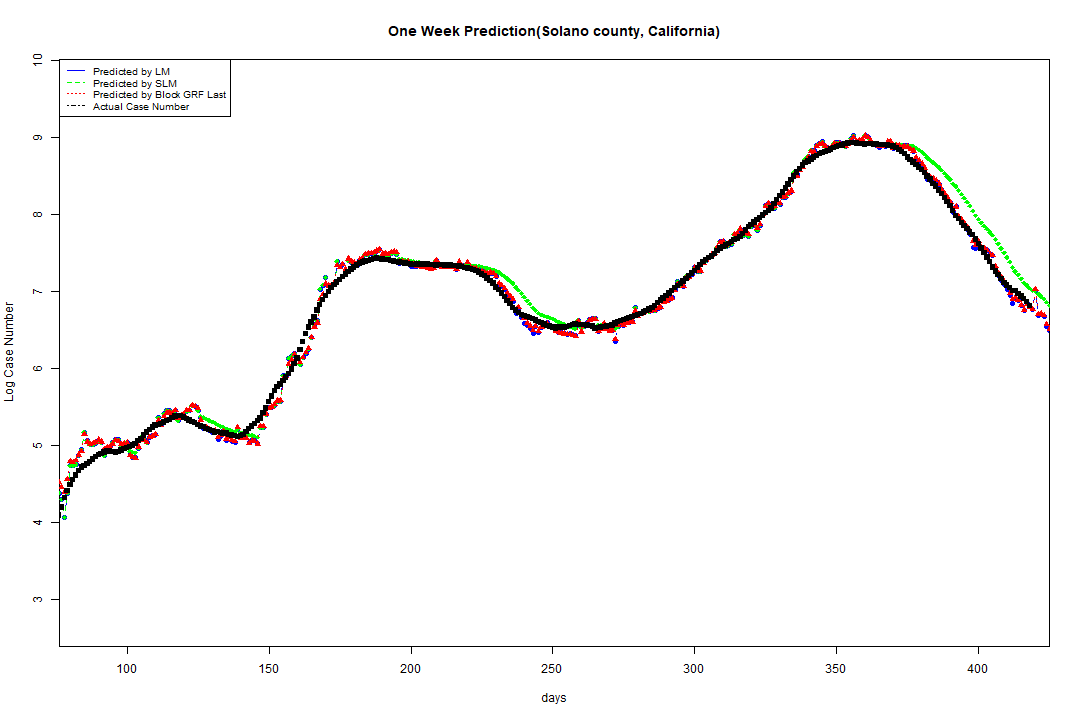 One Week Prediction(Solano county, California)
Predicted by LM
Predicted by SLM
Predicted by Block GRF Last
Actual Case Number
10
9
8
7
6
5
4
3
Log Case Number
100 150 200 250 300 350 400
days